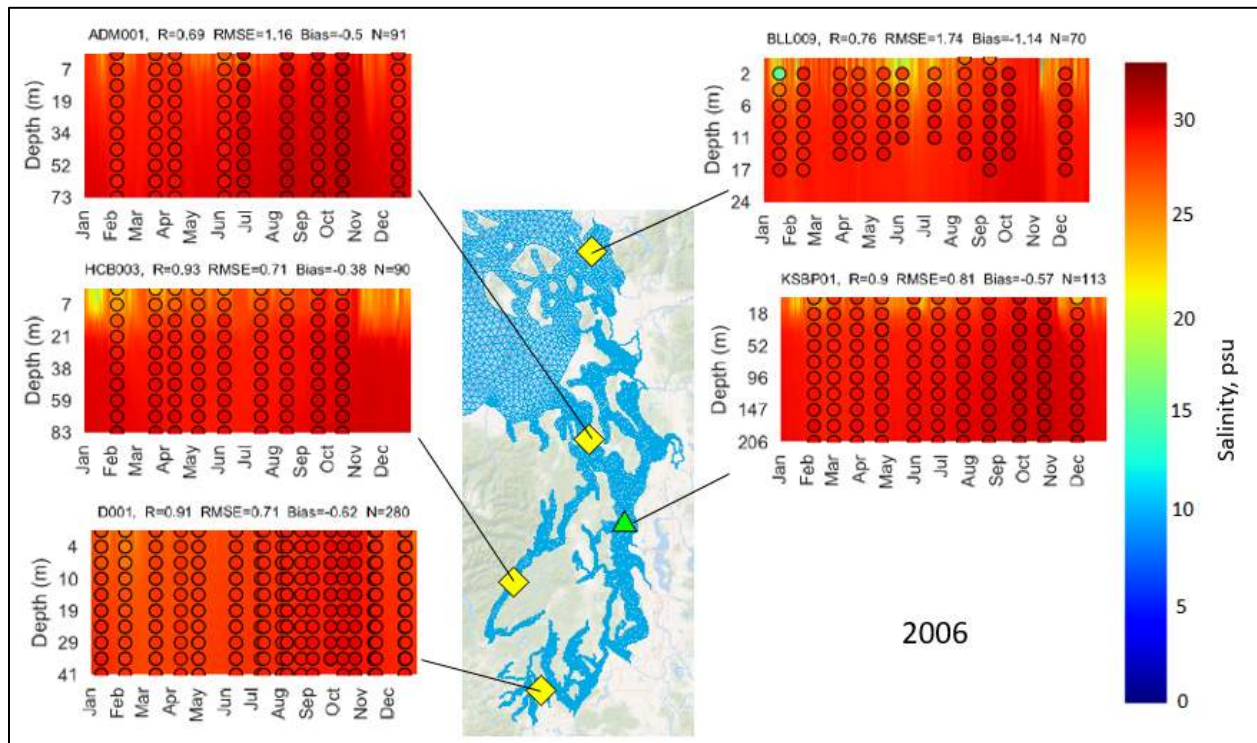 ADM001, R=0.69 RMSE=1.16 Bias=-0.5 N=91
Depth (m)
7
19
34
52
73
Jan Feb Mar Apr May Jun Jul Aug Sep Oct Nov Dec
HCB003, R=0.93 RMSE=0.71 Bias=-0.38 N=90
Depth (m)
7
21
38
59
83
Jan Feb Mar Apr May Jun Jul Aug Sep Oct Nov Dec
D001, R=0.91 RMSE=0.71 Bias=-0.62 N=280
Depth (m)
4
10
19
29
41
Jan Feb Mar Apr May Jun Jul Aug Sep Oct Nov Dec
BLL009, R=0.76 RMSE=1.74 Bias=-1.14 N=70
Depth (m)
2
6
11
17
24
Jan Feb Mar Apr May Jun Jul Aug Sep Oct Nov Dec
KSBP01, R=0.9 RMSE=0.81 Bias=-0.57 N=113
Depth (m)
18
52
96
147
206
Jan Feb Mar Apr May Jun Jul Aug Sep Oct Nov Dec
2006
30
25
20
15
10
5
0
Salinity, psu